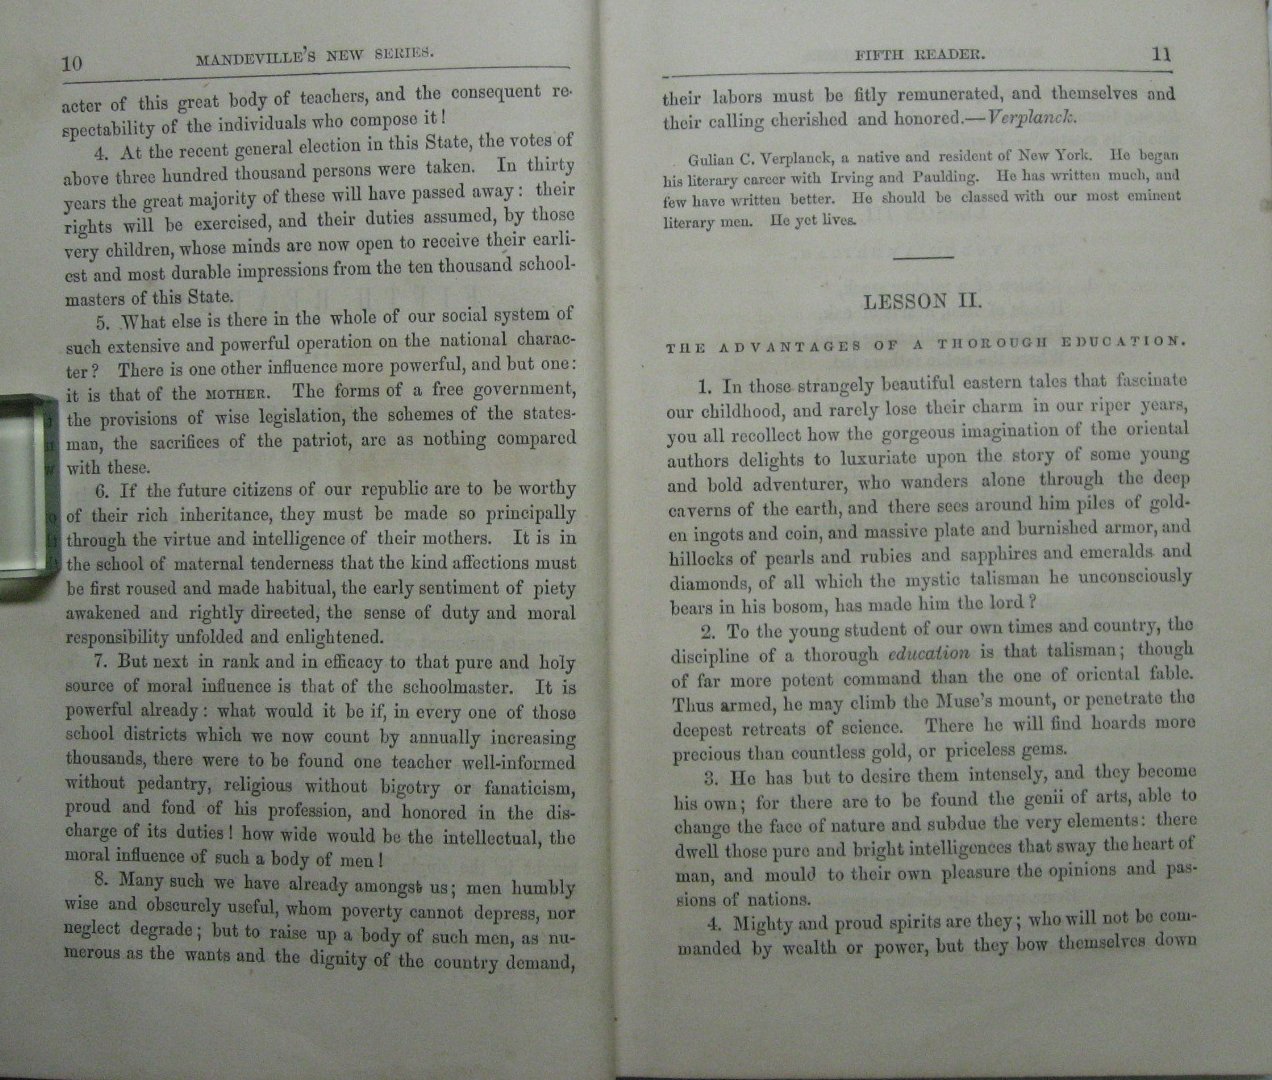 10 MANDEVILLE'S NEW SERIES.
acter of this great body of teachers, and the consequent re-
spectability of the individuals who compose it!
4. At the recent general election in this State, the votes of
above three hundred thousand persons were taken. In thirty
years the great majority of these will have passed away: their
rights will be exercised, and their duties assumed, by those
very children, whose minds are now open to receive their earli-
est and most durable impressions from the ten thousand school-
masters of this State.
5. What else is there in the whole of our social system of
such extensive and powerful operation on the national charac-
ter? There is one other influence more powerful, and but one:
it is that of the MOTHER. The forms of a free government,
the provisions of wise legislation, the schemes of the states-
man, the sacrifices of the patriot, are as nothing compared
with these.
6. If the future citizens of our republic are to be worthy
of their rich inheritance, they must be made so principally
through the virtue and intelligence of their mothers. It is in
the school of maternal tenderness that the kind affections must
be first roused and made habitual, the early sentiment of piety
awakened and rightly directed, the sense of duty and moral
responsibility unfolded and enlightened.
7. But next in rank and in efficacy to that pure and holy
source of moral influence is that of the schoolmaster. It is
powerful already: what would it be if, in every one of those
school districts which we now count by annually increasing
thousands, there were to be found one teacher well-informed
without pedantry, religious without bigotry or fanaticism,
proud and fond of his profession, and honored in the dis-
charge of its duties! how wide would be the intellectual, the
moral influence of such a body of men!
8. Many such we have already amongst us; men humbly
wise and obscurely useful, whom poverty cannot depress, nor
neglect degrade; but to raise up a body of such men, as nu-
merous as the wants and the dignity of the country demand,
FIFTH READER. 11
their labors must be fitly remunerated, and themselves and
their calling cherished and honored.—Verplanck.
Gulian C. Verplanck, a native and resident of New York. He began
his literary career with Irving and Paulding. He has written much, and
few have written better. He should be classed with our most eminent
literary men. He yet lives.
LESSON II.
THE ADVANTAGES OF A THOROUGH EDUCATION.
1. In those strangely beautiful eastern tales that fascinate
our childhood, and rarely lose their charm in our riper years,
you all recollect how the gorgeous imagination of the oriental
authors delights to luxuriate upon the story of some young
and bold adventurer, who wanders alone through the deep
caverns of the earth, and there sees around him piles of gold-
en ingots and coin, and massive plate and burnished armor, and
hillocks of pearls and rubies and sapphires and emeralds and
diamonds, of all which the mystic talisman he unconsciously
bears in his bosom, has made him the lord?
2. To the young student of our own times and country, the
discipline of a thorough education is that talisman; though
of far more potent command than the one of oriental fable.
Thus armed, he may climb the Muse's mount, or penetrate the
deepest retreats of science. There he will find hoards more
precious than countless gold, or priceless gems.
3. He has but to desire them intensely, and they become
his own; for there are to be found the genii of arts, able to
change the face of nature and subdue the very elements: there
dwell those pure and bright intelligences that sway the heart of
man, and mould to their own pleasure the opinions and pas-
sions of nations.
4. Mighty and proud spirits are they; who will not be com-
manded by wealth or power, but they bow themselves down